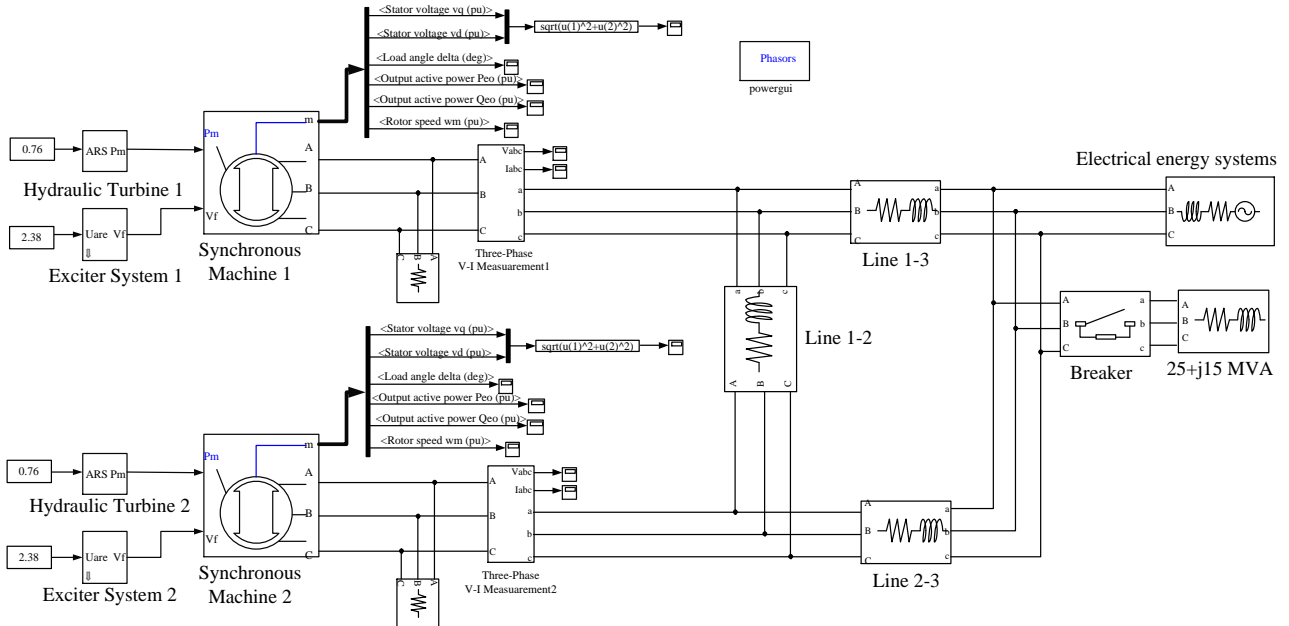 <Stator voltage vq (pu)>
<Stator voltage vd (pu)>
sqrt(u(1)^2+u(2)^2)
<Load angle delta (deg)>
<Output active power Peo (pu)>
<Output active power Qeo (pu)>
<Rotor speed wm (pu)>
Phasors
powergui
0.76
ARS Pm
Hydraulic Turbine 1
2.38
Uare Vf
Exciter System 1
Pm
m
A
B
Vf
C
Synchronous
Machine 1
C
B
A
A
B
C
Vabc
Iabc
a
b
c
Three-Phase
V-I Measuarement1
A
B
C
a
b
c
Line 1-3
Electrical energy systems
A
B
C
a
b
c
A
B
C
Line 1-2
A
B
C
a
b
c
Breaker
A
B
C
25+j15 MVA
<Stator voltage vq (pu)>
<Stator voltage vd (pu)>
sqrt(u(1)^2+u(2)^2)
<Load angle delta (deg)>
<Output active power Peo (pu)>
<Output active power Qeo (pu)>
<Rotor speed wm (pu)>
0.76
ARS Pm
Hydraulic Turbine 2
2.38
Uare Vf
Exciter System 2
Pm
m
A
B
Vf
C
Synchronous
Machine 2
C
B
A
A
B
C
Vabc
Iabc
a
b
c
Three-Phase
V-I Measuarement2
A
B
C
a
b
c
Line 2-3